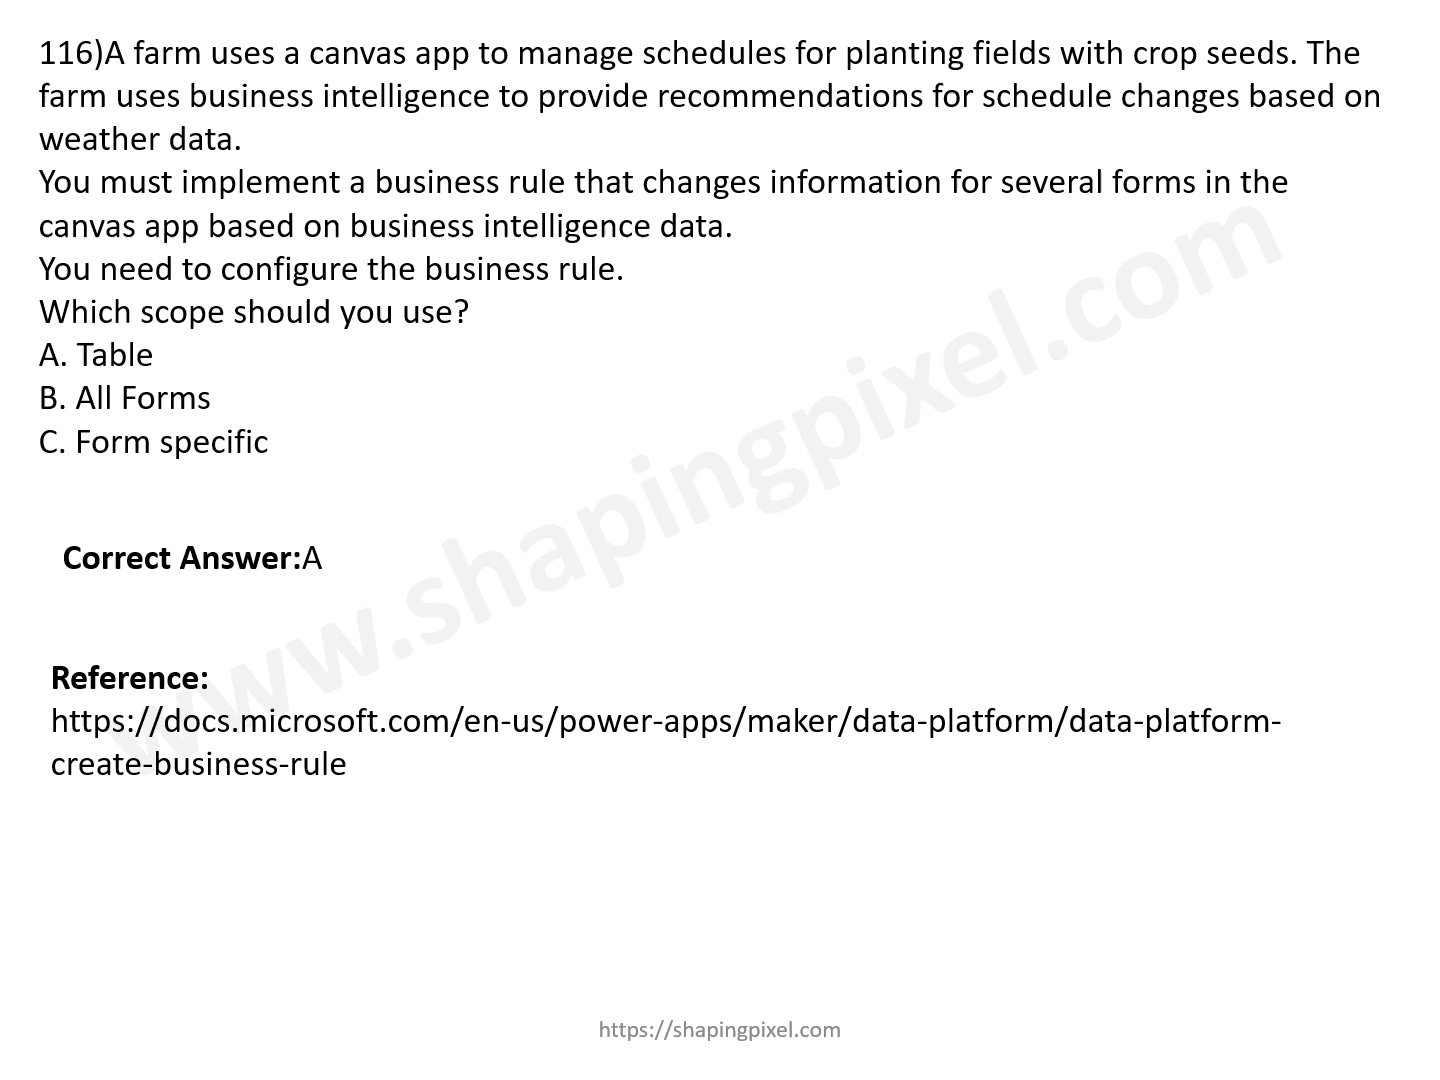 116)A farm uses a canvas app to manage schedules for planting fields with crop seeds. The
farm uses business intelligence to provide recommendations for schedule changes based on
weather data.
You must implement a business rule that changes information for several forms in the
canvas app based on business intelligence data.
You need to configure the business rule.
Which scope should you use?
A. Table
B. All Forms
C. Form specific
Correct Answer:A
Reference:
https://docs.microsoft.com/en-us/power-apps/maker/data-platform/data-platform-
create-business-rule
www.shapingpixel.com
https://shapingpixel.com